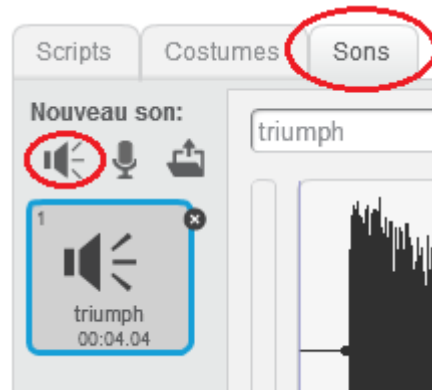 Scripts Costumes Sons
Nouveau son:
triumph
1
triumph
00:04.04